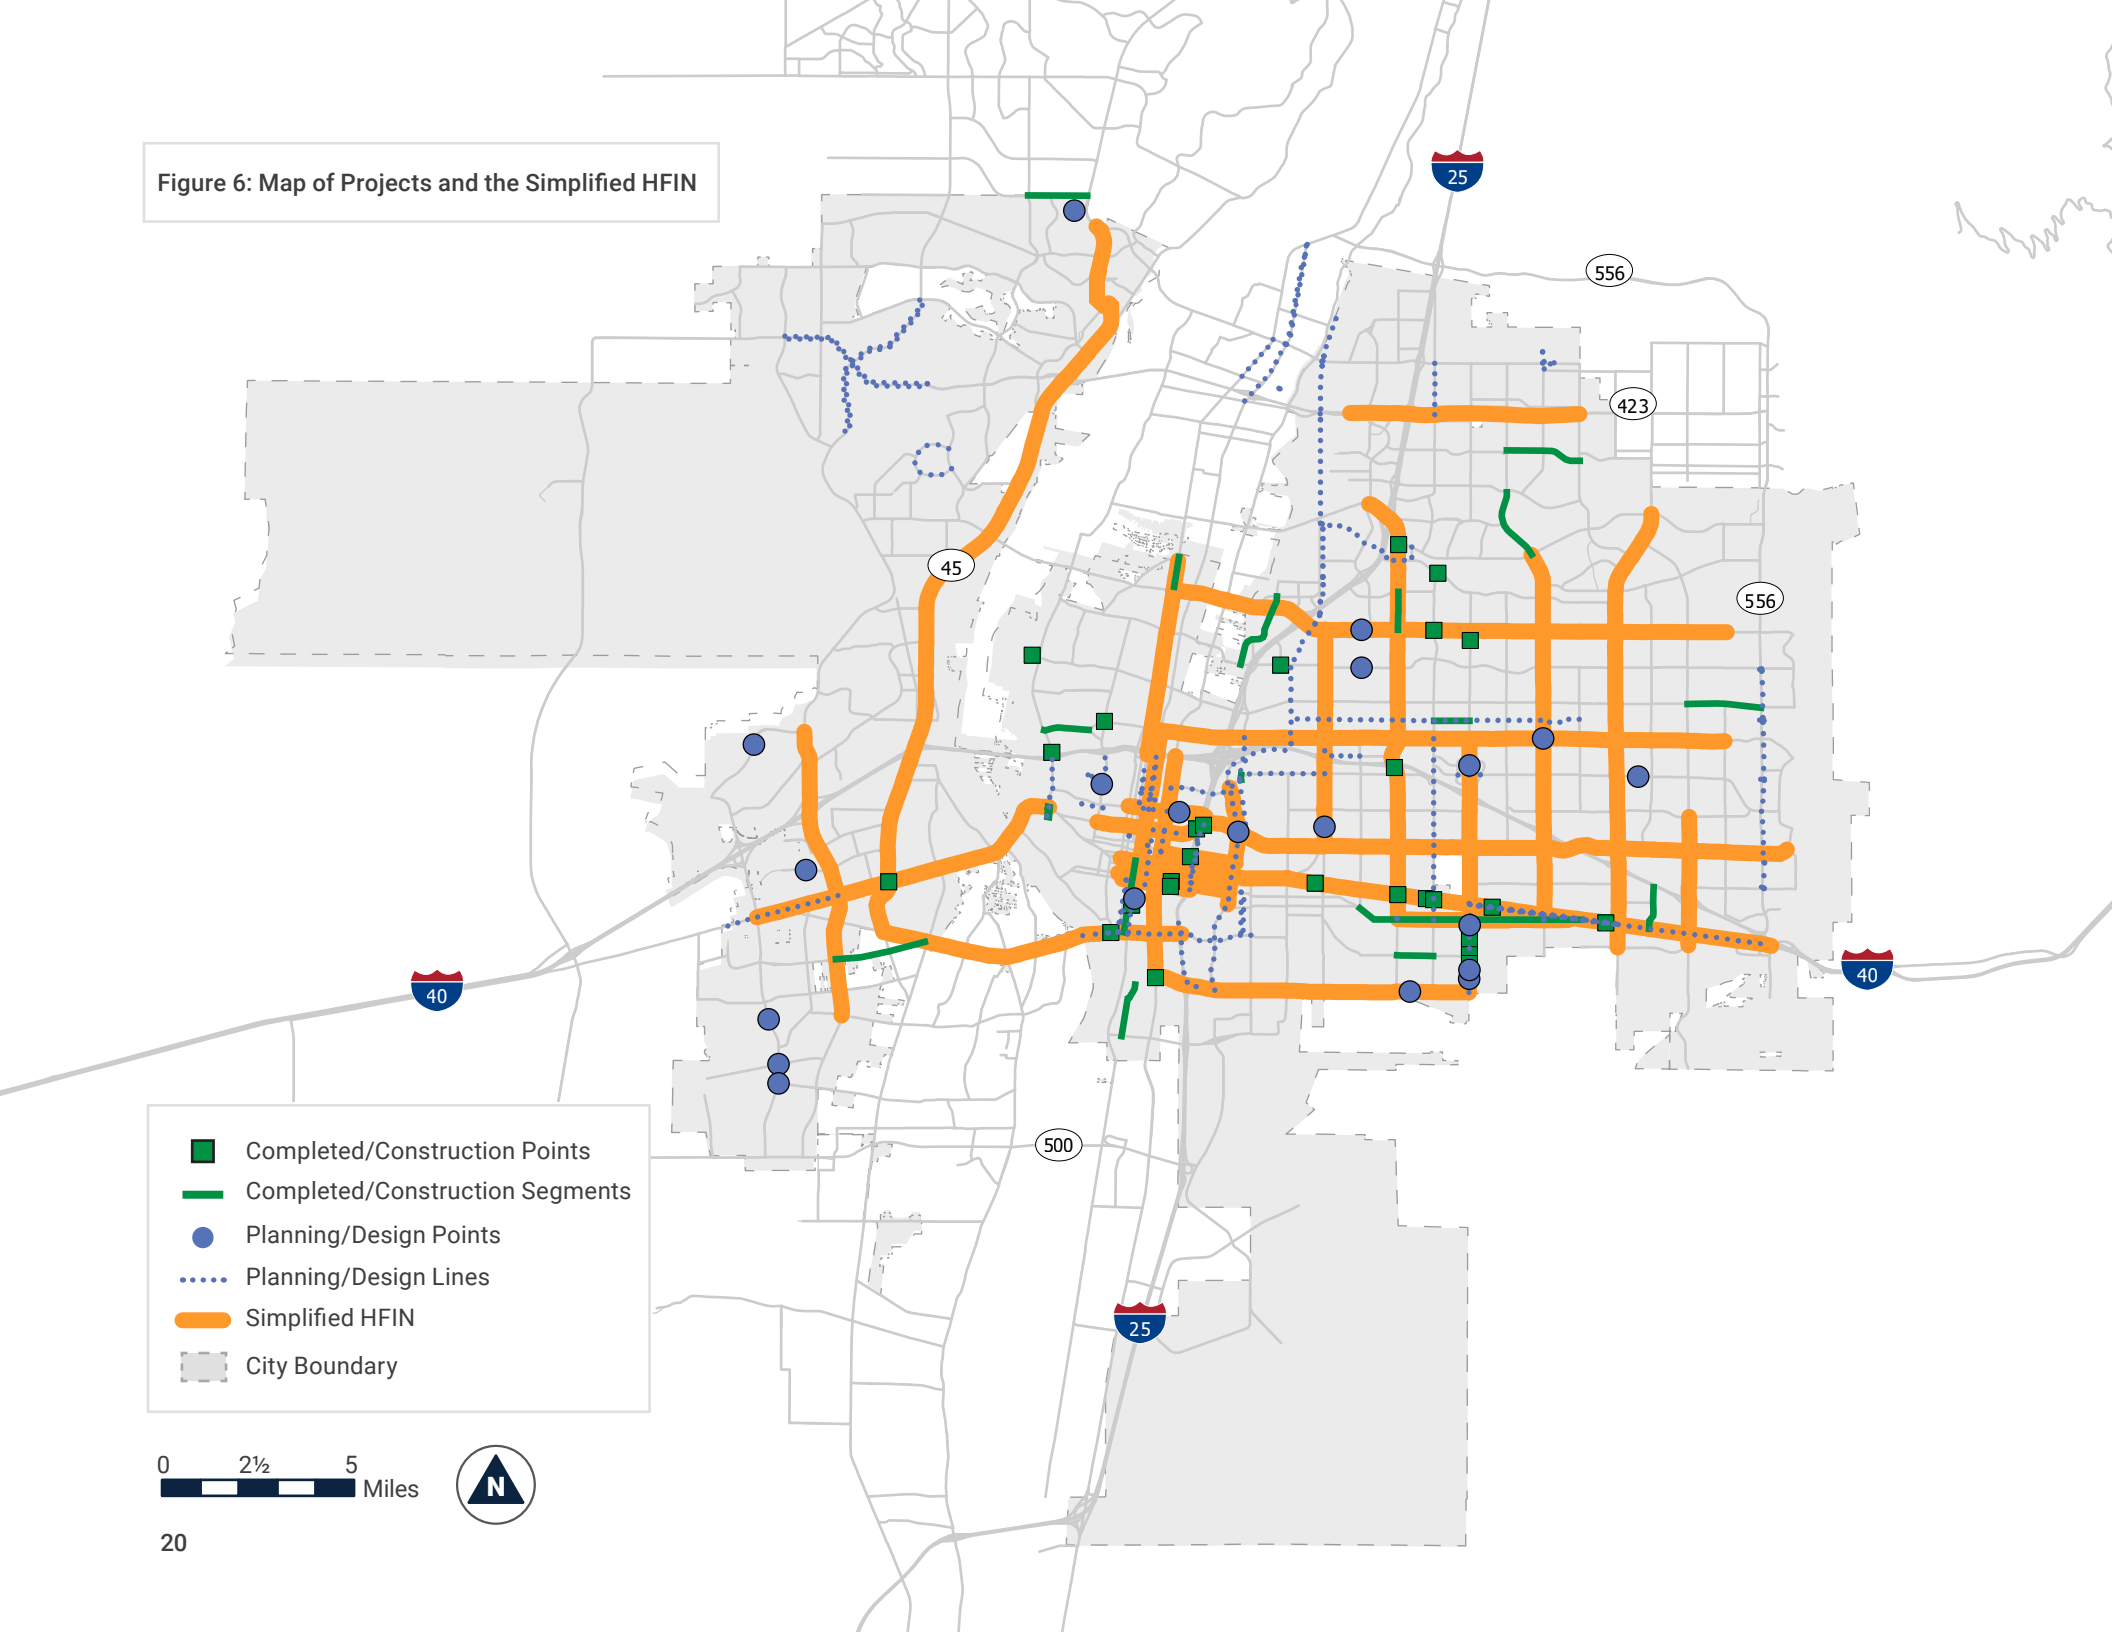 Figure 6: Map of Projects and the Simplified HFIN
25
556
423
45
556
40
40
500
25
Completed/Construction Points
Completed/Construction Segments
Planning/Design Points
Planning/Design Lines
Simplified HFIN
City Boundary
0 2½ 5
Miles
N
20